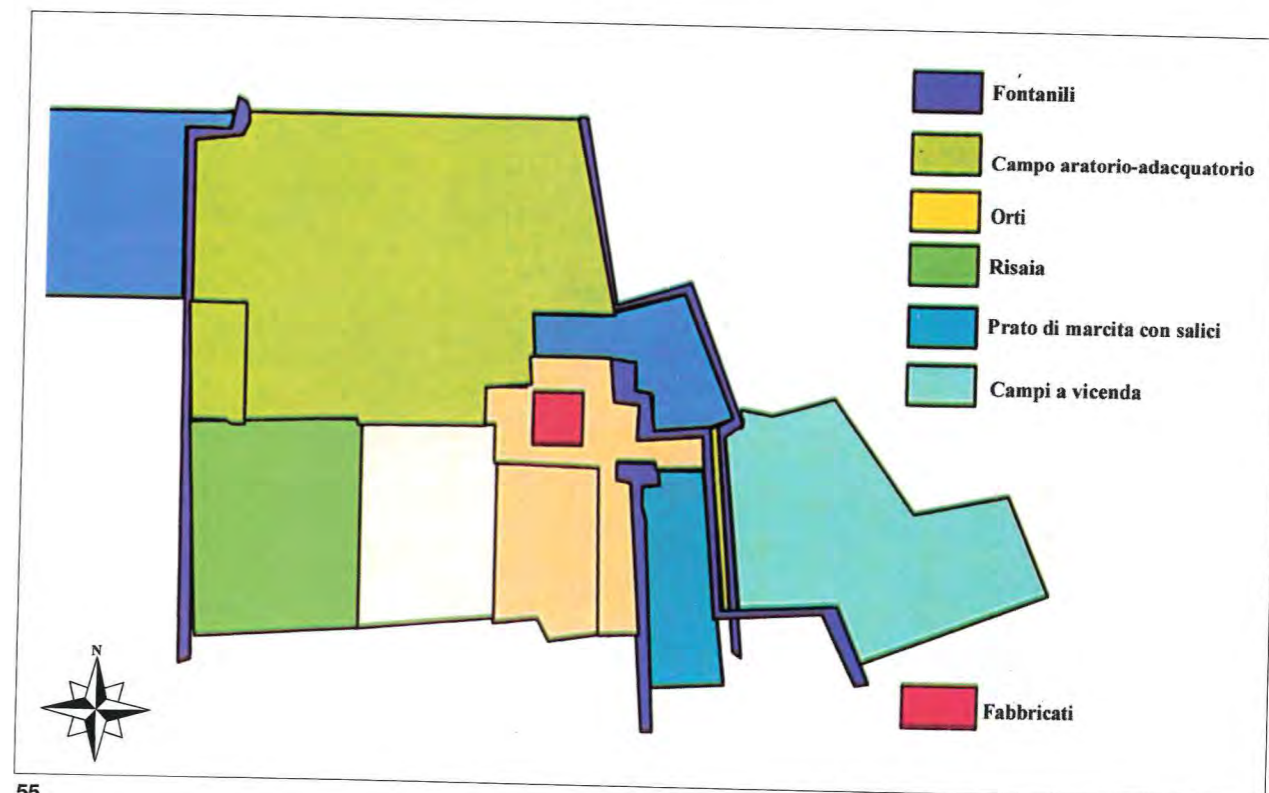 Fontanili
Campo aratorio-adacquatorio
Orti
Risaia
Prato di marcita con salici
Campi a vicenda
N
Fabbricati
55